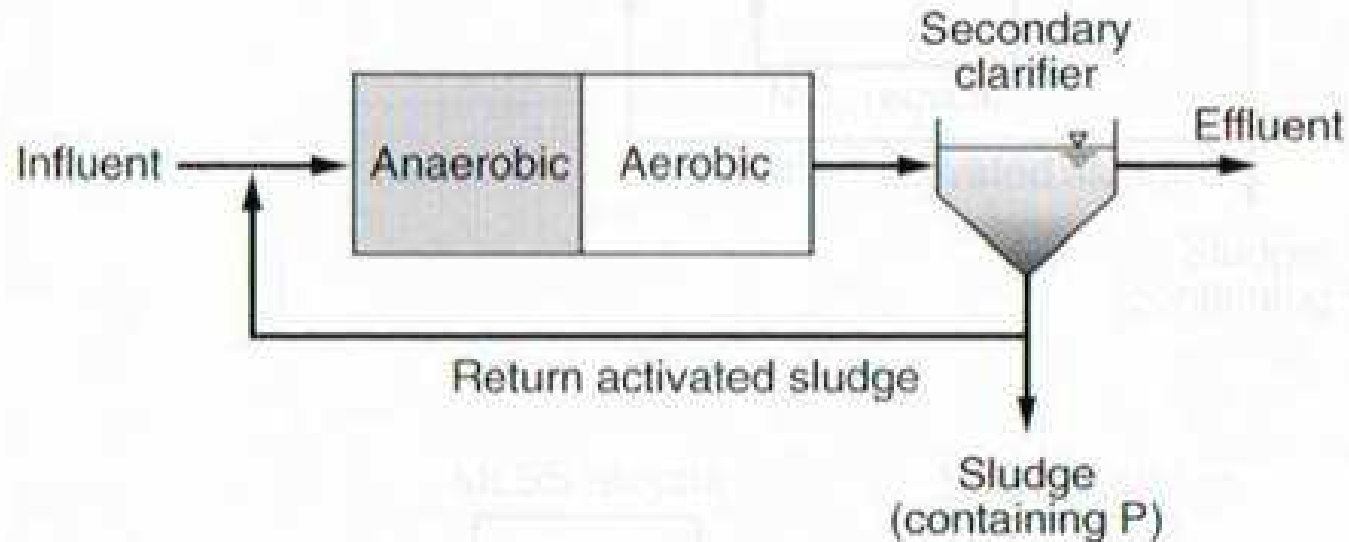 Secondary
clarifier
Influent
Anaerobic
Aerobic
Effluent
Return activated sludge
Sludge
(containing P)